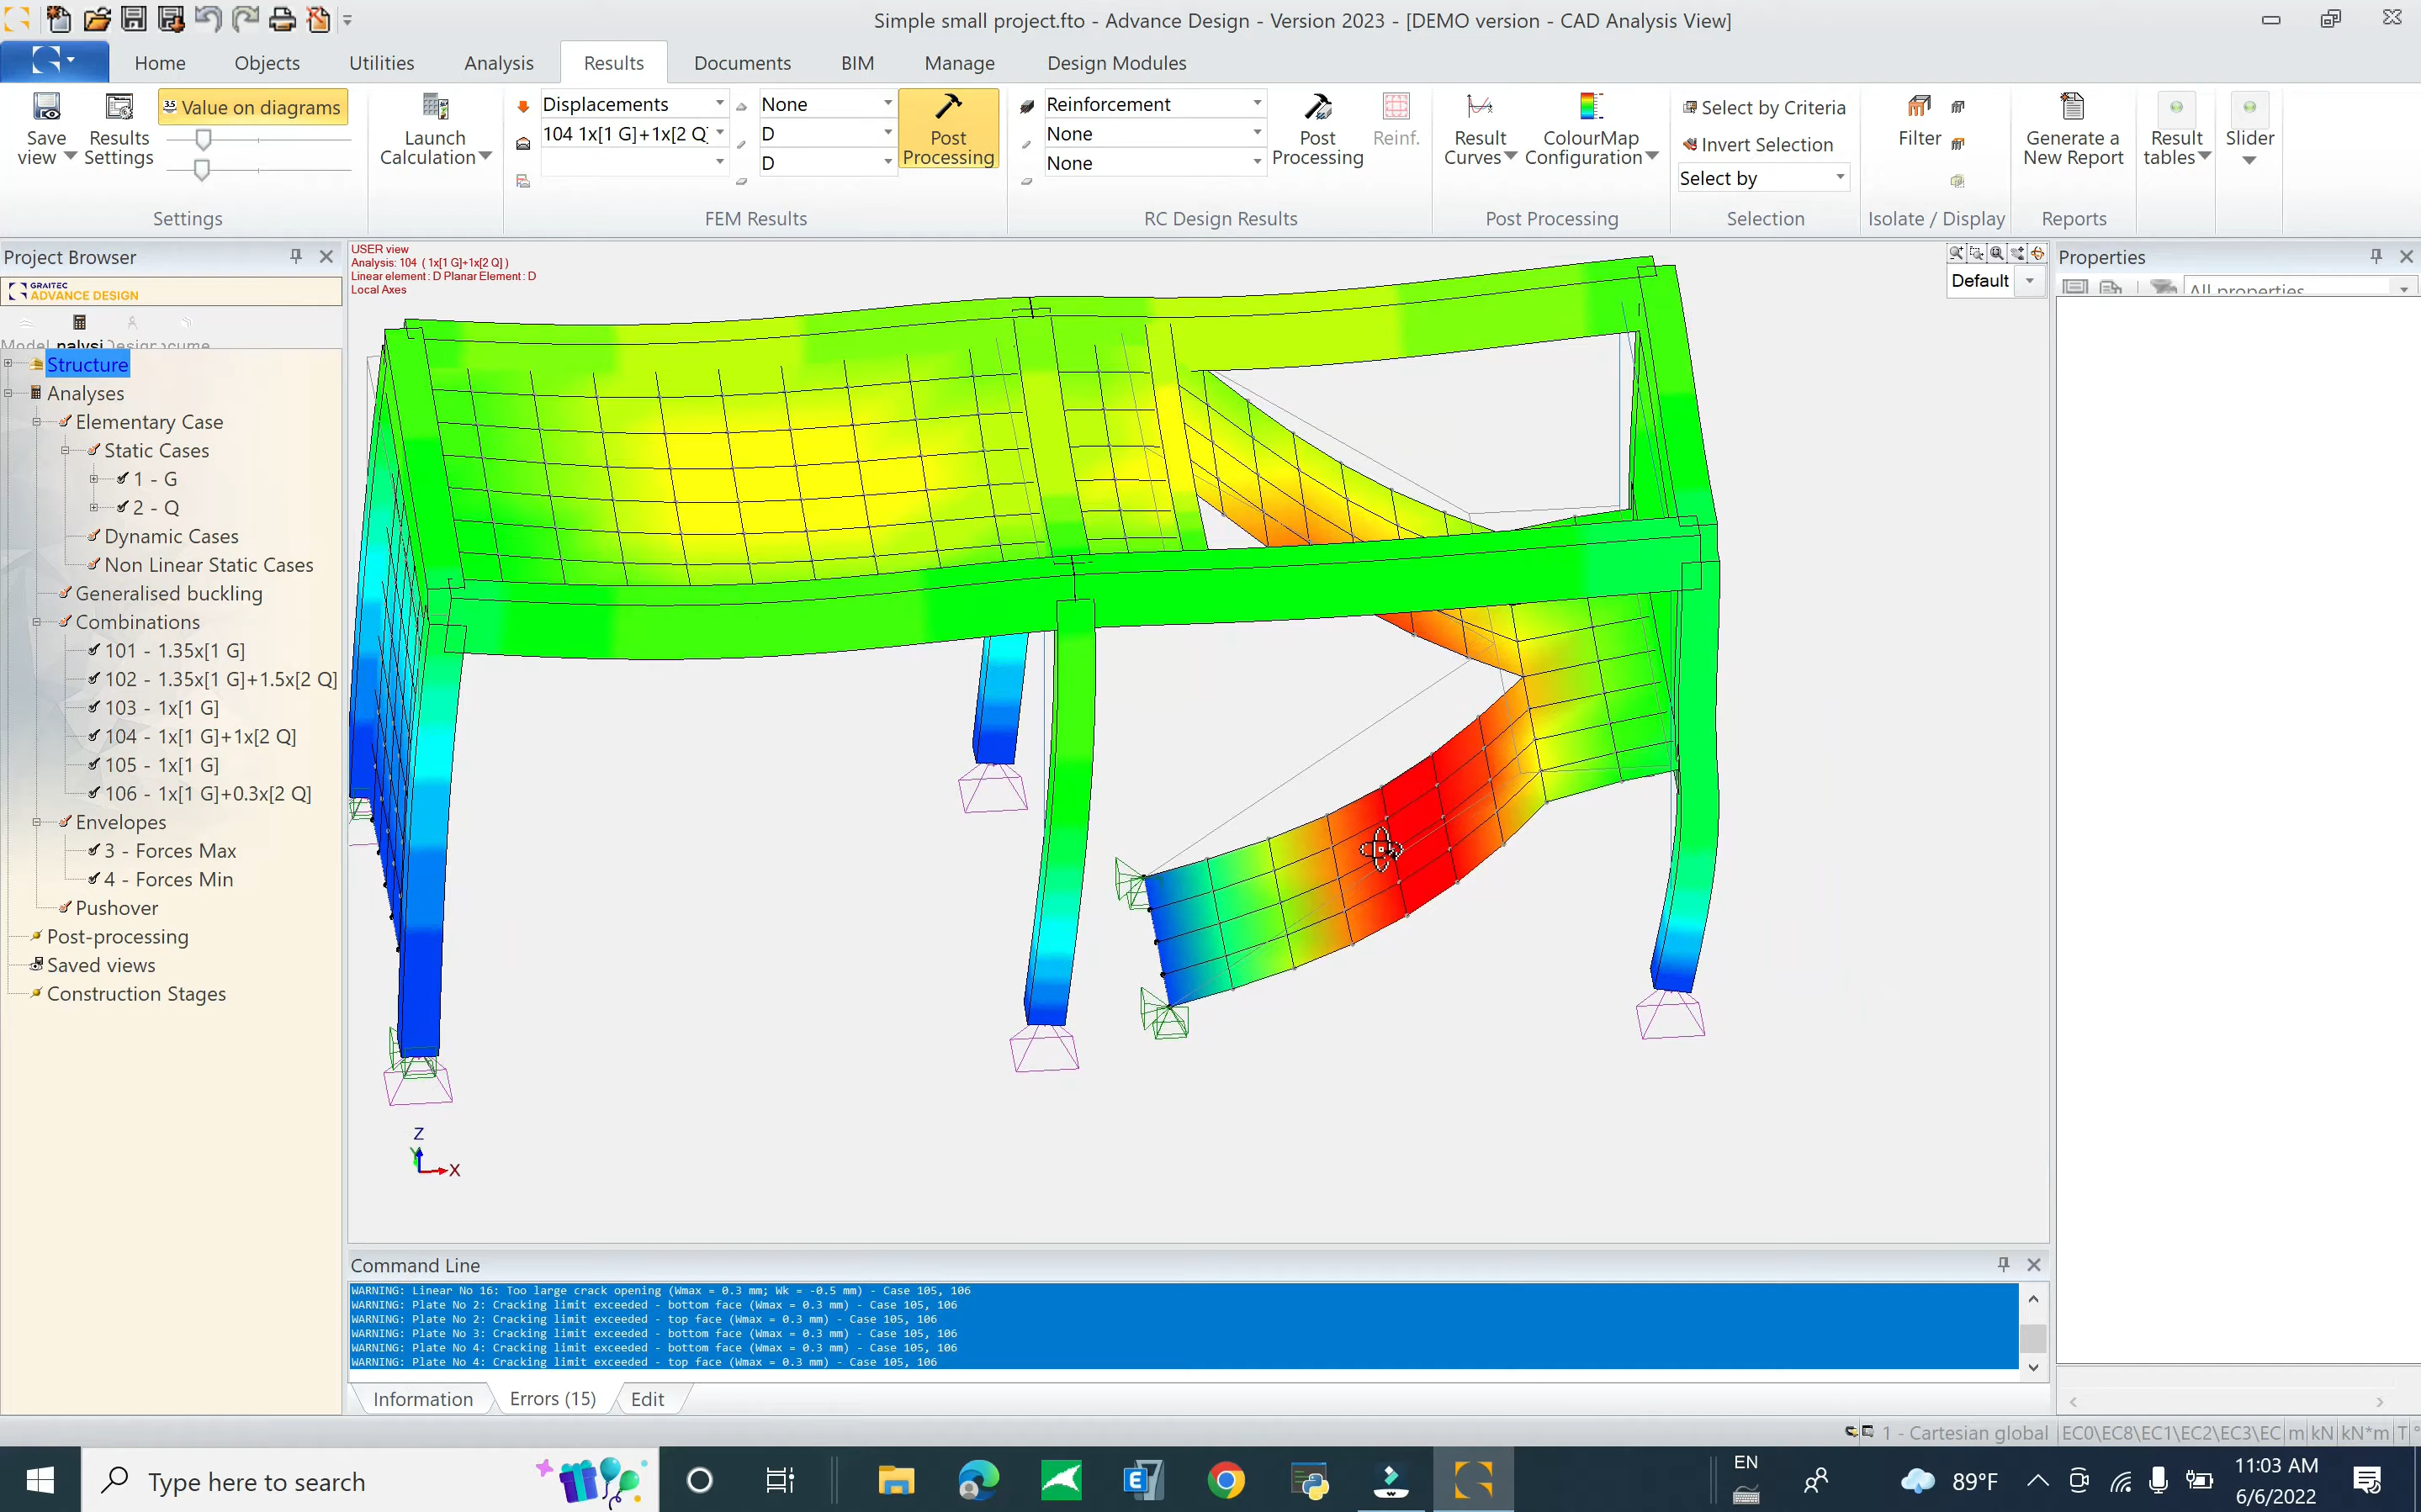 Simple small project.fto - Advance Design - Version 2023 - [DEMO version - CAD Analysis View]
Home Objects Utilities Analysis Results Documents BIM Manage Design Modules
Save view
Results Settings
Value on diagrams
Settings
Launch Calculation
Displacements
104 1x[1 G]+1x[2 Q]
None
D
D
Post Processing
FEM Results
Reinforcement
None
None
Post Processing
Reinf.
RC Design Results
Result Curves
ColourMap Configuration
Post Processing
Select by Criteria
Invert Selection
Select by
Selection
Filter
Isolate / Display
Generate a New Report
Reports
Result tables
Slider
Project Browser
GRAITEC
ADVANCE DESIGN
Structure
Analyses
Elementary Case
Static Cases
1 - G
2 - Q
Dynamic Cases
Non Linear Static Cases
Generalised buckling
Combinations
101 - 1.35x[1 G]
102 - 1.35x[1 G]+1.5x[2 Q]
103 - 1x[1 G]
104 - 1x[1 G]+1x[2 Q]
105 - 1x[1 G]
106 - 1x[1 G]+0.3x[2 Q]
Envelopes
3 - Forces Max
4 - Forces Min
Pushover
Post-processing
Saved views
Construction Stages
USER view
Analysis: 104 ( 1x[1 G]+1x[2 Q] )
Linear element : D Planar Element : D
Local Axes
Default
Z
Y
X
Properties
All properties
Command Line
WARNING: Linear No 16: Too large crack opening (Wmax = 0.3 mm; Wk = -0.5 mm) - Case 105, 106
WARNING: Plate No 2: Cracking limit exceeded - bottom face (Wmax = 0.3 mm) - Case 105, 106
WARNING: Plate No 2: Cracking limit exceeded - top face (Wmax = 0.3 mm) - Case 105, 106
WARNING: Plate No 3: Cracking limit exceeded - bottom face (Wmax = 0.3 mm) - Case 105, 106
WARNING: Plate No 4: Cracking limit exceeded - bottom face (Wmax = 0.3 mm) - Case 105, 106
WARNING: Plate No 4: Cracking limit exceeded - top face (Wmax = 0.3 mm) - Case 105, 106
Information Errors (15) Edit
1 - Cartesian global EC0\EC8\EC1\EC2\EC3\EC m kN kN*m T °
Type here to search
EN
89°F
11:03 AM
6/6/2022